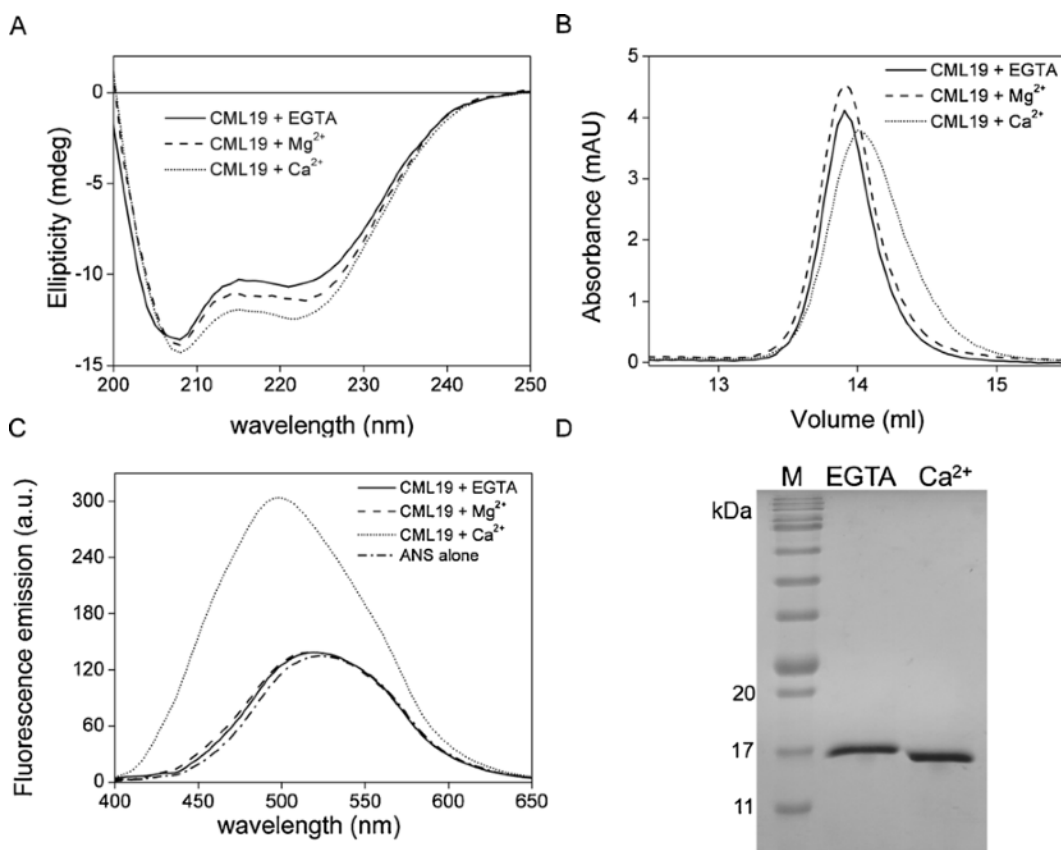 A
Ellipticity (mdeg)
0
-5
-10
-15
CML19 + EGTA
CML19 + Mg²⁺
CML19 + Ca²⁺
200 210 220 230 240 250
wavelength (nm)
B
Absorbance (mAU)
5
4
3
2
1
0
CML19 + EGTA
CML19 + Mg²⁺
CML19 + Ca²⁺
13 14 15
Volume (ml)
C
Fluorescence emission (a.u.)
300
240
180
120
60
0
CML19 + EGTA
CML19 + Mg²⁺
CML19 + Ca²⁺
ANS alone
400 450 500 550 600 650
wavelength (nm)
D
M EGTA Ca²⁺
kDa
20
17
11